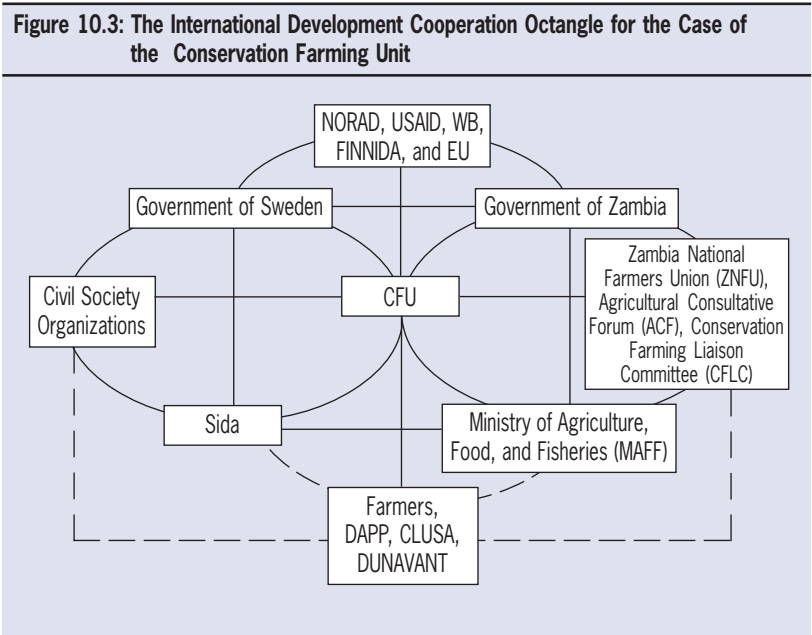 Figure 10.3: The International Development Cooperation Octangle for the Case of
the Conservation Farming Unit
NORAD, USAID, WB,
FINNIDA, and EU
Government of Sweden
Government of Zambia
Civil Society
Organizations
CFU
Zambia National
Farmers Union (ZNFU),
Agricultural Consultative
Forum (ACF), Conservation
Farming Liaison
Committee (CFLC)
Sida
Ministry of Agriculture,
Food, and Fisheries (MAFF)
Farmers,
DAPP, CLUSA,
DUNAVANT